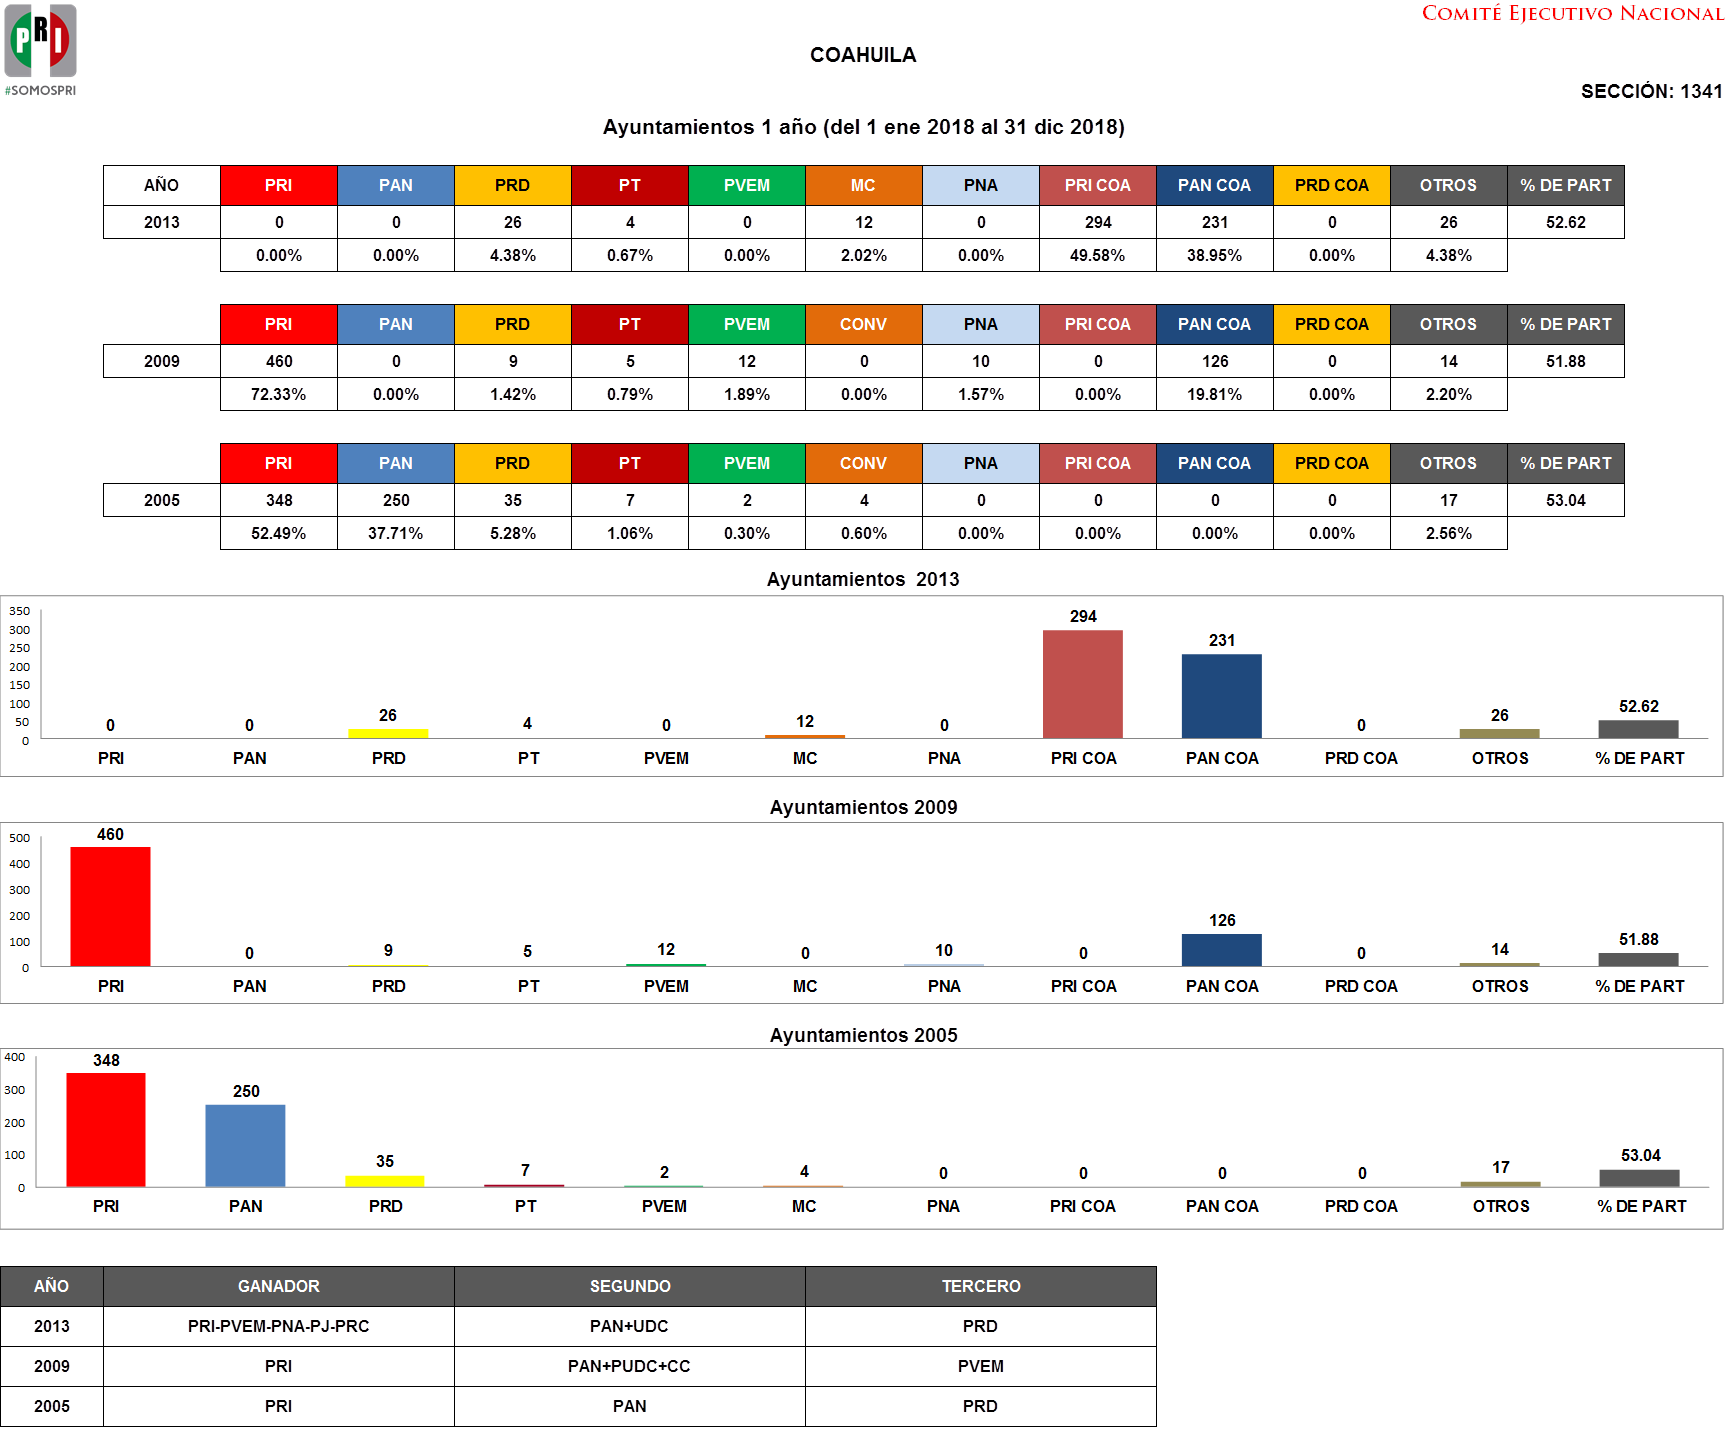 PRI
#SOMOSPRI
COMITÉ EJECUTIVO NACIONAL
COAHUILA
SECCIÓN: 1341
Ayuntamientos 1 año (del 1 ene 2018 al 31 dic 2018)
AÑO PRI PAN PRD PT PVEM MC PNA PRI COA PAN COA PRD COA OTROS % DE PART
2013 0 0 26 4 0 12 0 294 231 0 26 52.62
0.00% 0.00% 4.38% 0.67% 0.00% 2.02% 0.00% 49.58% 38.95% 0.00% 4.38%
PRI PAN PRD PT PVEM CONV PNA PRI COA PAN COA PRD COA OTROS % DE PART
2009 460 0 9 5 12 0 10 0 126 0 14 51.88
72.33% 0.00% 1.42% 0.79% 1.89% 0.00% 1.57% 0.00% 19.81% 0.00% 2.20%
PRI PAN PRD PT PVEM CONV PNA PRI COA PAN COA PRD COA OTROS % DE PART
2005 348 250 35 7 2 4 0 0 0 0 17 53.04
52.49% 37.71% 5.28% 1.06% 0.30% 0.60% 0.00% 0.00% 0.00% 0.00% 2.56%
Ayuntamientos 2013
350
300
250
200
150
100
50
0
0 0 26 4 0 12 0 294 231 0 26 52.62
PRI PAN PRD PT PVEM MC PNA PRI COA PAN COA PRD COA OTROS % DE PART
Ayuntamientos 2009
500
400
300
200
100
0
460 0 9 5 12 0 10 0 126 0 14 51.88
PRI PAN PRD PT PVEM MC PNA PRI COA PAN COA PRD COA OTROS % DE PART
Ayuntamientos 2005
400
300
200
100
0
348 250 35 7 2 4 0 0 0 0 17 53.04
PRI PAN PRD PT PVEM MC PNA PRI COA PAN COA PRD COA OTROS % DE PART
AÑO GANADOR SEGUNDO TERCERO
2013 PRI-PVEM-PNA-PJ-PRC PAN+UDC PRD
2009 PRI PAN+PUDC+CC PVEM
2005 PRI PAN PRD